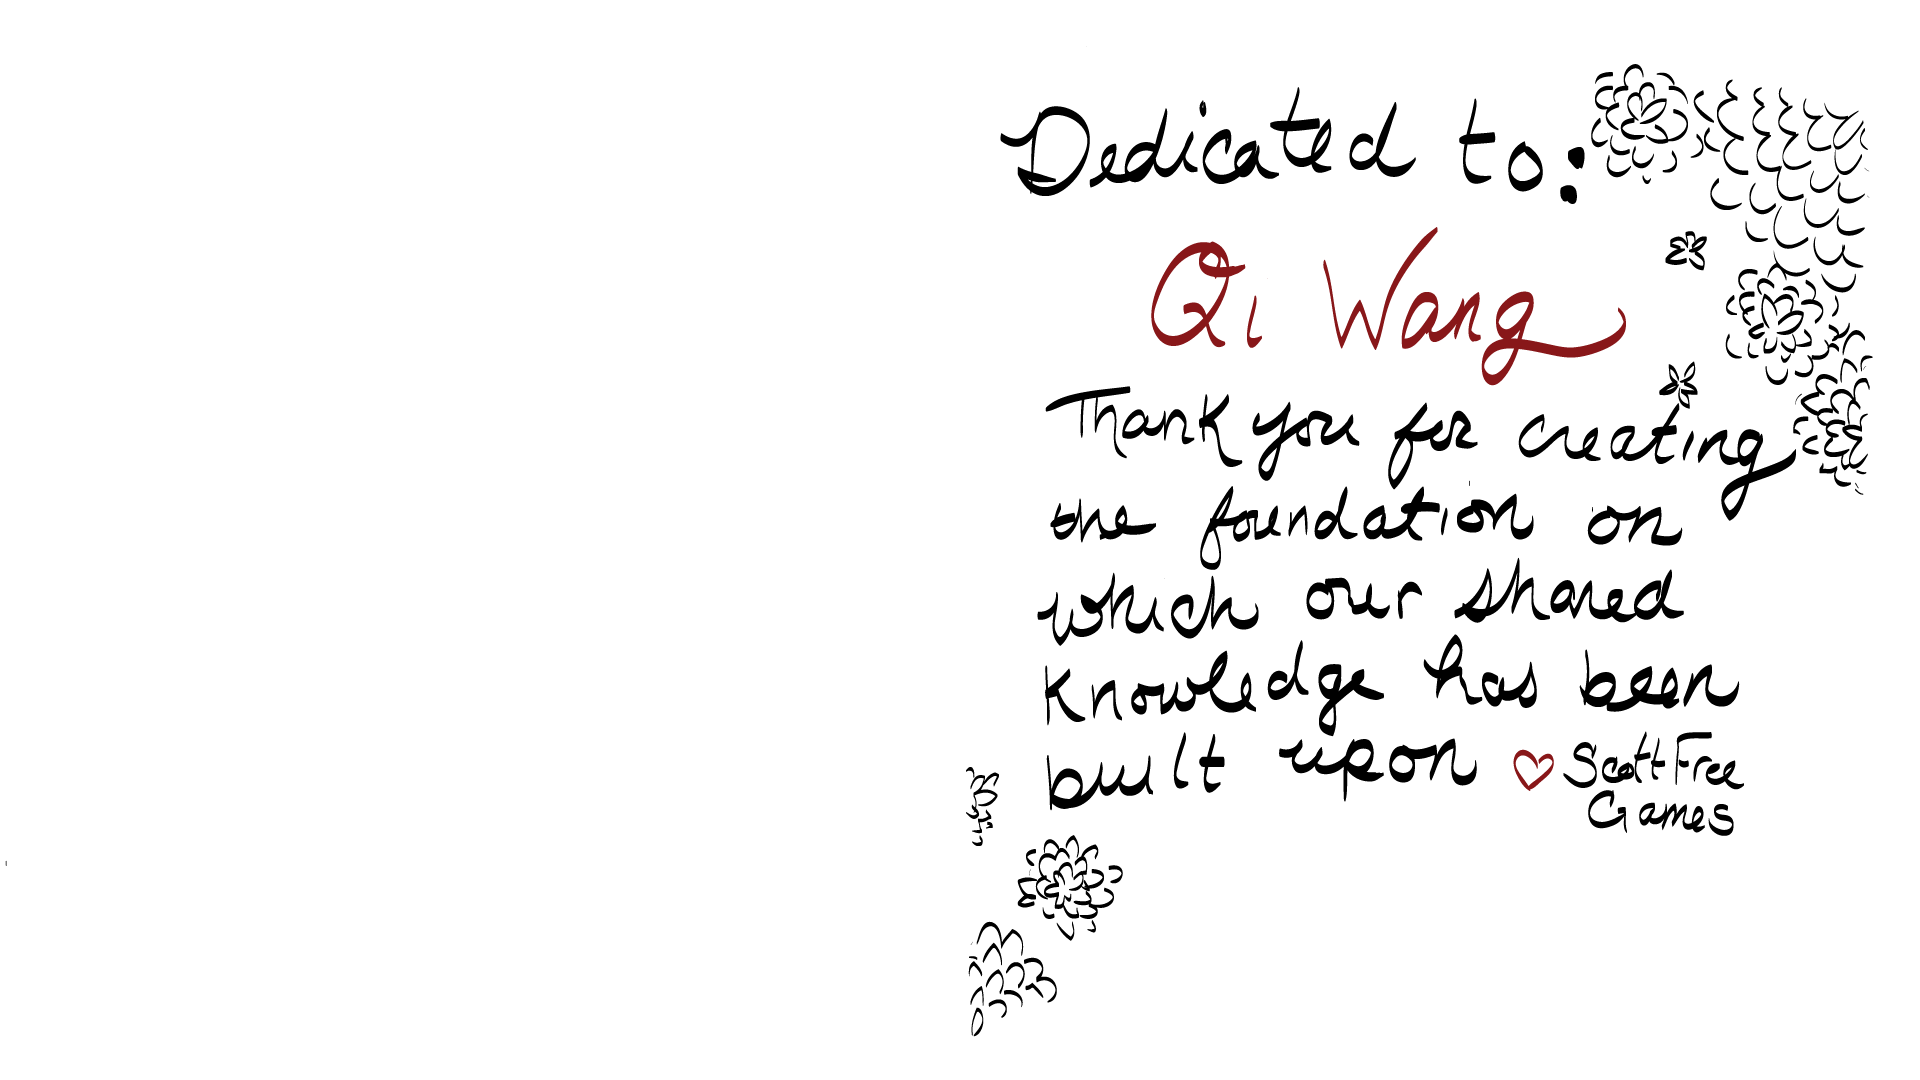 Dedicated to:
Qi Wang
Thank you for creating
the foundation on
which our shared
knowledge has been
built upon ♡ Scott Free
Games